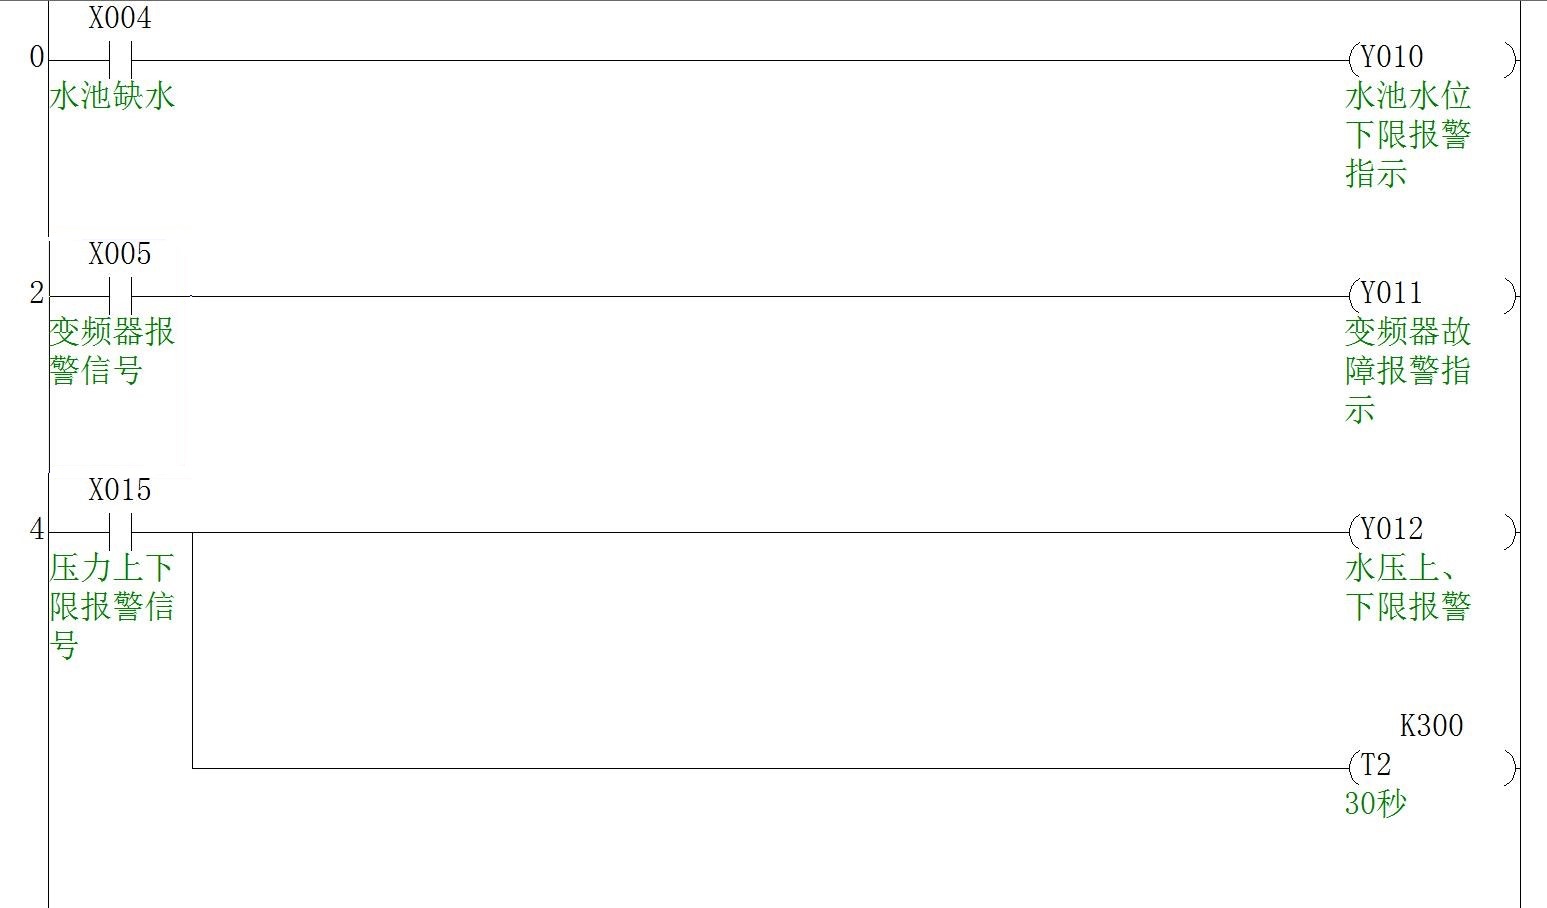 X004
0
(Y010 )
水池缺水
水池水位
下限报警
指示
X005
2
(Y011 )
变频器报
警信号
变频器故
障报警指
示
X015
4
(Y012 )
压力上下
限报警信
号
水压上、
下限报警
K300
(T2 )
30秒